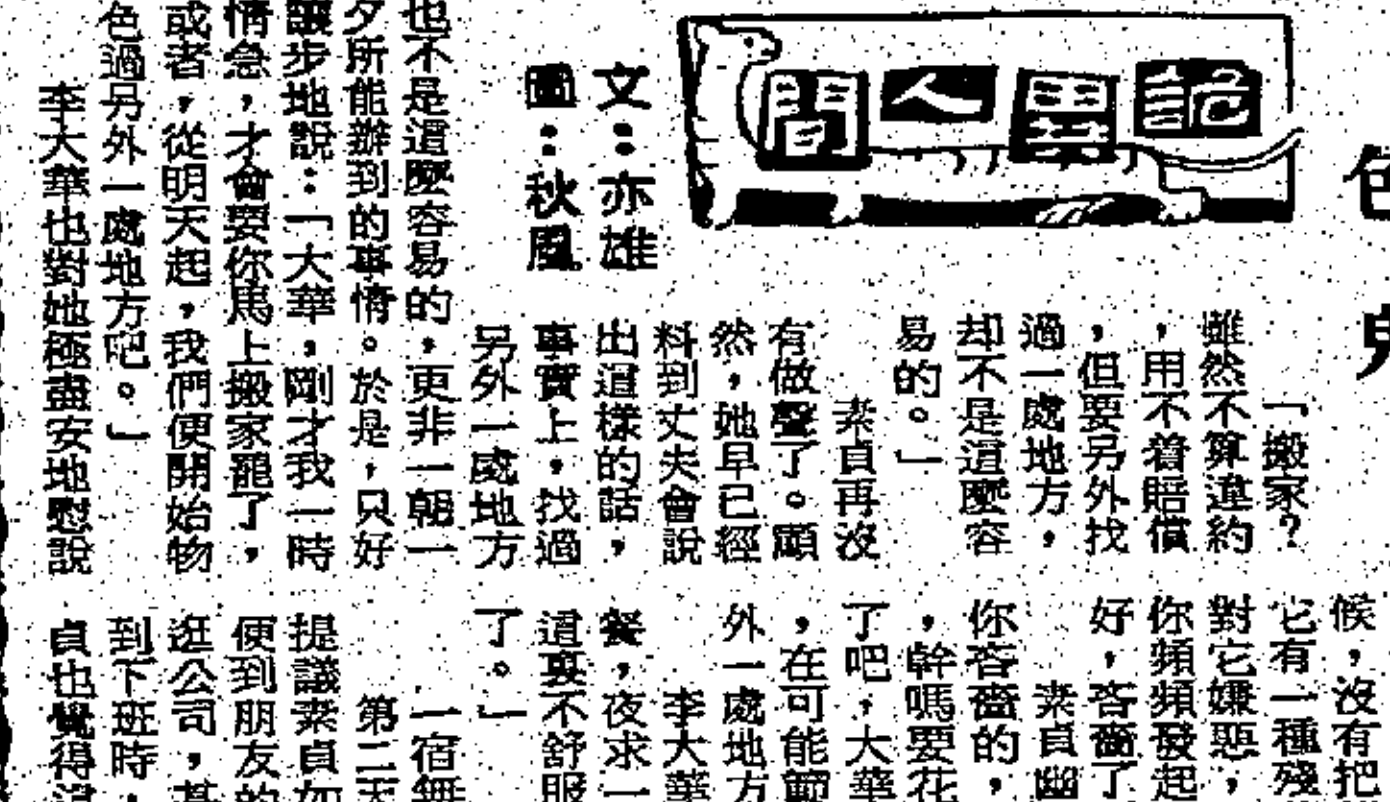 記異人間
文：亦雄
圖：秋風
「搬家？
雖然不算違約
，用不着賠償
，但要另外找
過一處地方，
却不是這麼容
易的。」
素貞再沒
有做聲了。顯
然，她早已經
料到丈夫會說
出這樣的話，
事實上，找過
另外一處地方
也不是這麼容易的，更非一朝一
夕所能辦到的事情。於是，只好
讓步地說：「大華，剛才我一時
情急，才會要你馬上搬家罷了，
或者，從明天起，我們便開始物
色過另外一處地方吧。」
李大華也對她極盡安地慰說
候，沒有把
它有一種殘
對它嫌惡，
你頻頻發起
好，吝嗇了
素貞幽
你吝嗇的，
，幹嗎要花
了吧，大華
，在可能範
外一處地方
李大華
餐，夜求一
這裏不舒服
了。」
一宿無
第二天
提議素貞如
便到朋友的
逛公司，甚
到下班時，
貞也覺得這